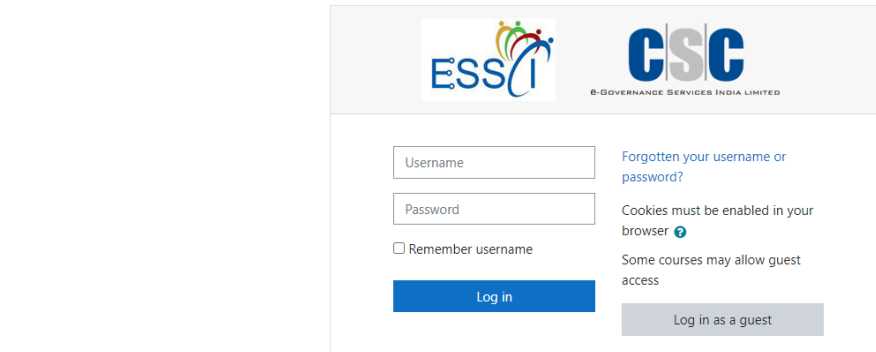 ESSCI
CSC
e-Governance Services India Limited
Username
Password
Remember username
Log in
Forgotten your username or
password?
Cookies must be enabled in your
browser ?
Some courses may allow guest
access
Log in as a guest